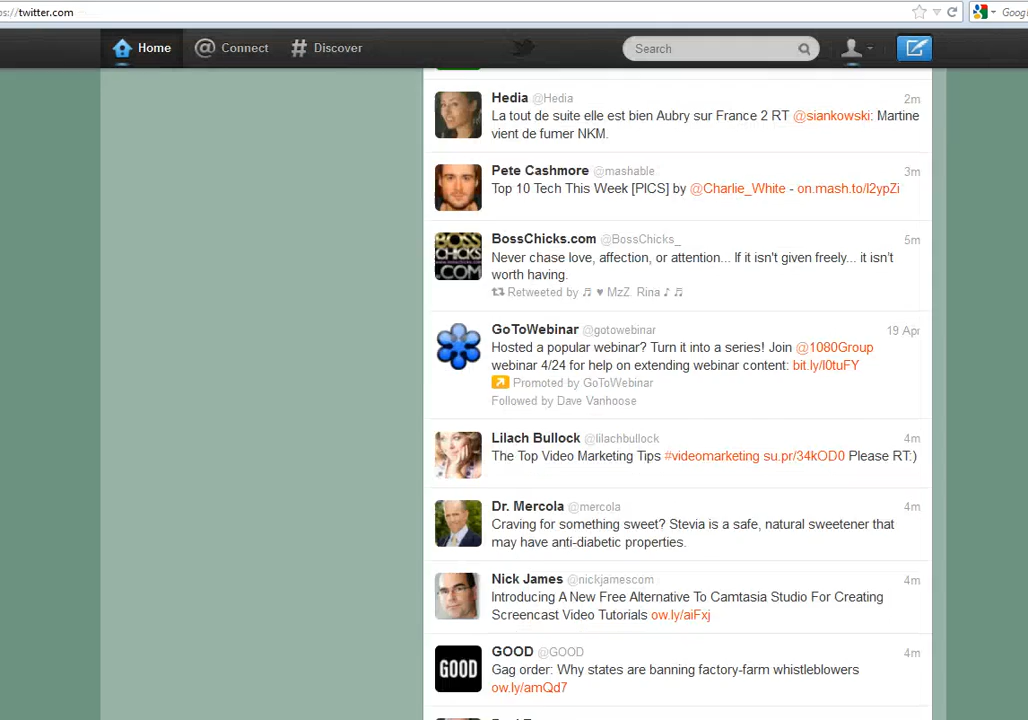 ps://twitter.com
Googl
Home
Connect
Discover
Search
Hedia @Hedia 2m
La tout de suite elle est bien Aubry sur France 2 RT @siankowski: Martine
vient de fumer NKM.
Pete Cashmore @mashable 3m
Top 10 Tech This Week [PICS] by @Charlie_White - on.mash.to/I2ypZi
BOSS
CHICKS
.COM
BossChicks.com @BossChicks_ 5m
Never chase love, affection, or attention... If it isn't given freely... it isn't
worth having.
Retweeted by ♬ ♥ MzZ. Rina ♪ ♬
GoToWebinar @gotowebinar 19 Apr
Hosted a popular webinar? Turn it into a series! Join @1080Group
webinar 4/24 for help on extending webinar content: bit.ly/I0tuFY
Promoted by GoToWebinar
Followed by Dave Vanhoose
Lilach Bullock @lilachbullock 4m
The Top Video Marketing Tips #videomarketing su.pr/34kOD0 Please RT:)
Dr. Mercola @mercola 4m
Craving for something sweet? Stevia is a safe, natural sweetener that
may have anti-diabetic properties.
Nick James @nickjamescom 4m
Introducing A New Free Alternative To Camtasia Studio For Creating
Screencast Video Tutorials ow.ly/aiFxj
GOOD
GOOD @GOOD 4m
Gag order: Why states are banning factory-farm whistleblowers
ow.ly/amQd7